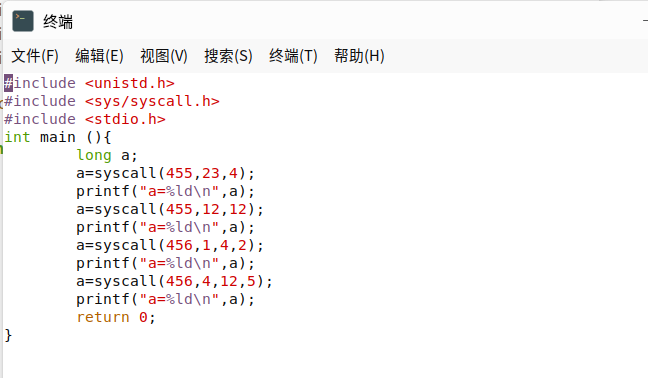 终端
文件(F) 编辑(E) 视图(V) 搜索(S) 终端(T) 帮助(H)
#include <unistd.h>
#include <sys/syscall.h>
#include <stdio.h>
int main (){
        long a;
        a=syscall(455,23,4);
        printf("a=%ld\n",a);
        a=syscall(455,12,12);
        printf("a=%ld\n",a);
        a=syscall(456,1,4,2);
        printf("a=%ld\n",a);
        a=syscall(456,4,12,5);
        printf("a=%ld\n",a);
        return 0;
}